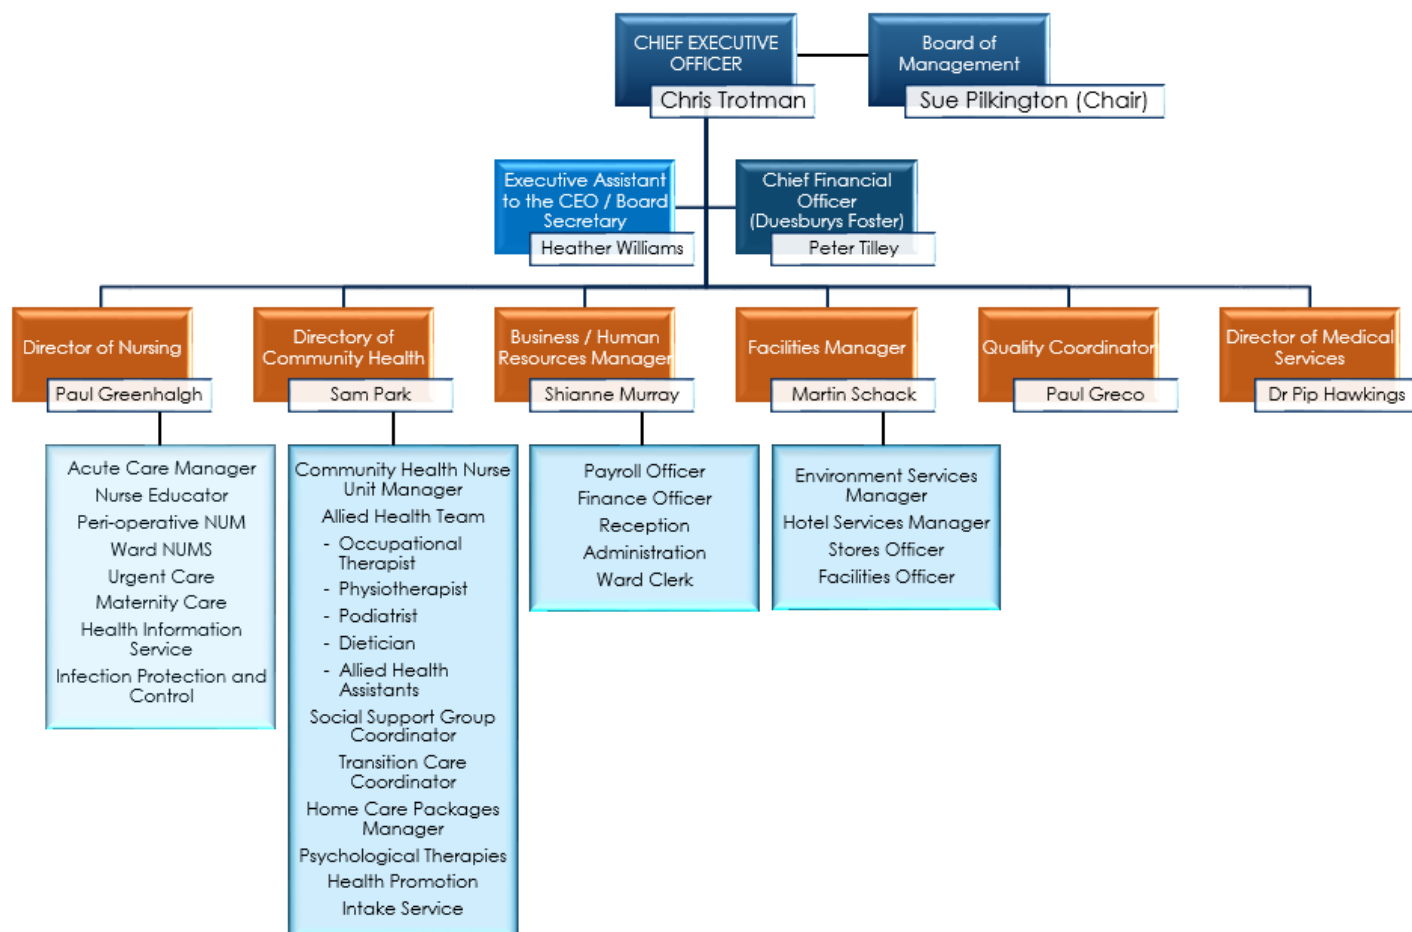 CHIEF EXECUTIVE
OFFICER
Chris Trotman
Board of
Management
Sue Pilkington (Chair)
Executive Assistant
to the CEO / Board
Secretary
Heather Williams
Chief Financial
Officer
(Duesburys Foster)
Peter Tilley
Director of Nursing
Paul Greenhalgh
Directory of
Community Health
Sam Park
Business / Human
Resources Manager
Shianne Murray
Facilities Manager
Martin Schack
Quality Coordinator
Paul Greco
Director of Medical
Services
Dr Pip Hawkings
Acute Care Manager
Nurse Educator
Peri-operative NUM
Ward NUMS
Urgent Care
Maternity Care
Health Information
Service
Infection Protection and
Control
Community Health Nurse
Unit Manager
Allied Health Team
- Occupational
Therapist
- Physiotherapist
- Podiatrist
- Dietician
- Allied Health
Assistants
Social Support Group
Coordinator
Transition Care
Coordinator
Home Care Packages
Manager
Psychological Therapies
Health Promotion
Intake Service
Payroll Officer
Finance Officer
Reception
Administration
Ward Clerk
Environment Services
Manager
Hotel Services Manager
Stores Officer
Facilities Officer